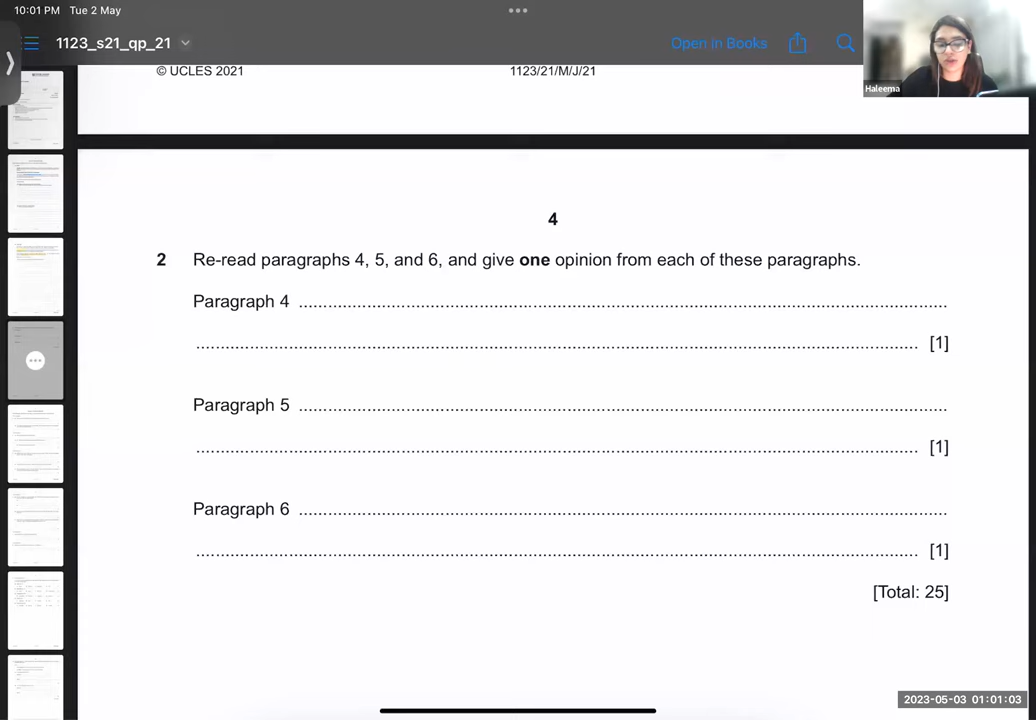 10:01 PM Tue 2 May
1123_s21_qp_21
Open in Books
Haleema
© UCLES 2021 1123/21/M/J/21
4
2 Re-read paragraphs 4, 5, and 6, and give one opinion from each of these paragraphs.
Paragraph 4 ..........
.......... [1]
Paragraph 5 ..........
.......... [1]
Paragraph 6 ..........
.......... [1]
[Total: 25]
2023-05-03 01:01:03